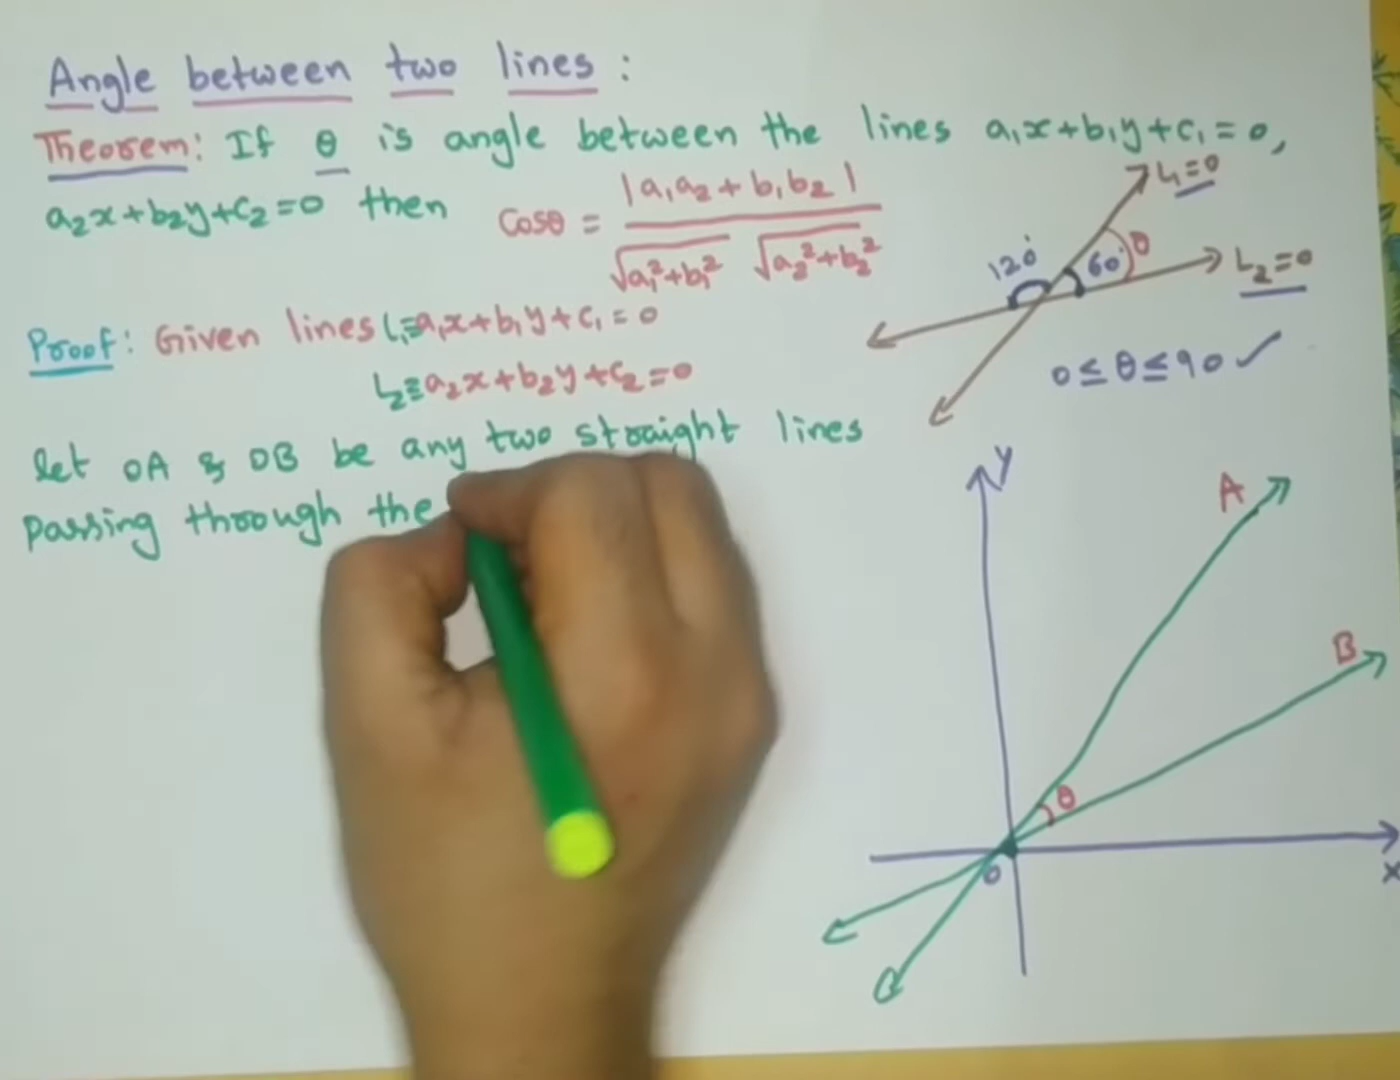 Angle between two lines :
Theorem: If θ is angle between the lines a₁x+b₁y+c₁=0,
a₂x+b₂y+c₂=0 then cosθ = |a₁a₂+b₁b₂| / √a₁²+b₁² √a₂²+b₂²
L₁=0
120°
60°
θ
L₂=0
0≤θ≤90 ✓
Proof: Given lines L₁≡a₁x+b₁y+c₁=0
L₂≡a₂x+b₂y+c₂=0
let OA & OB be any two straight lines
passing through the
Y
A
B
θ
O
X